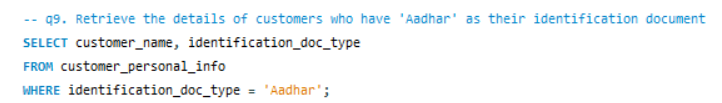 -- q9. Retrieve the details of customers who have 'Aadhar' as their identification document
SELECT customer_name, identification_doc_type
FROM customer_personal_info
WHERE identification_doc_type = 'Aadhar';